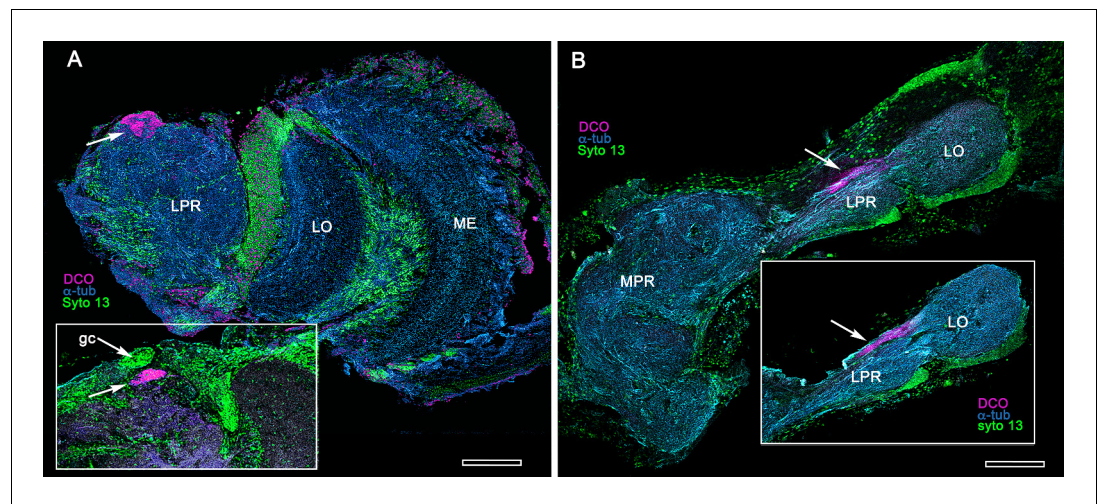 A
LPR
LO
ME
DCO
α-tub
Syto 13
gc
B
DCO
α-tub
Syto 13
LO
LPR
MPR
LO
LPR
DCO
α-tub
syto 13